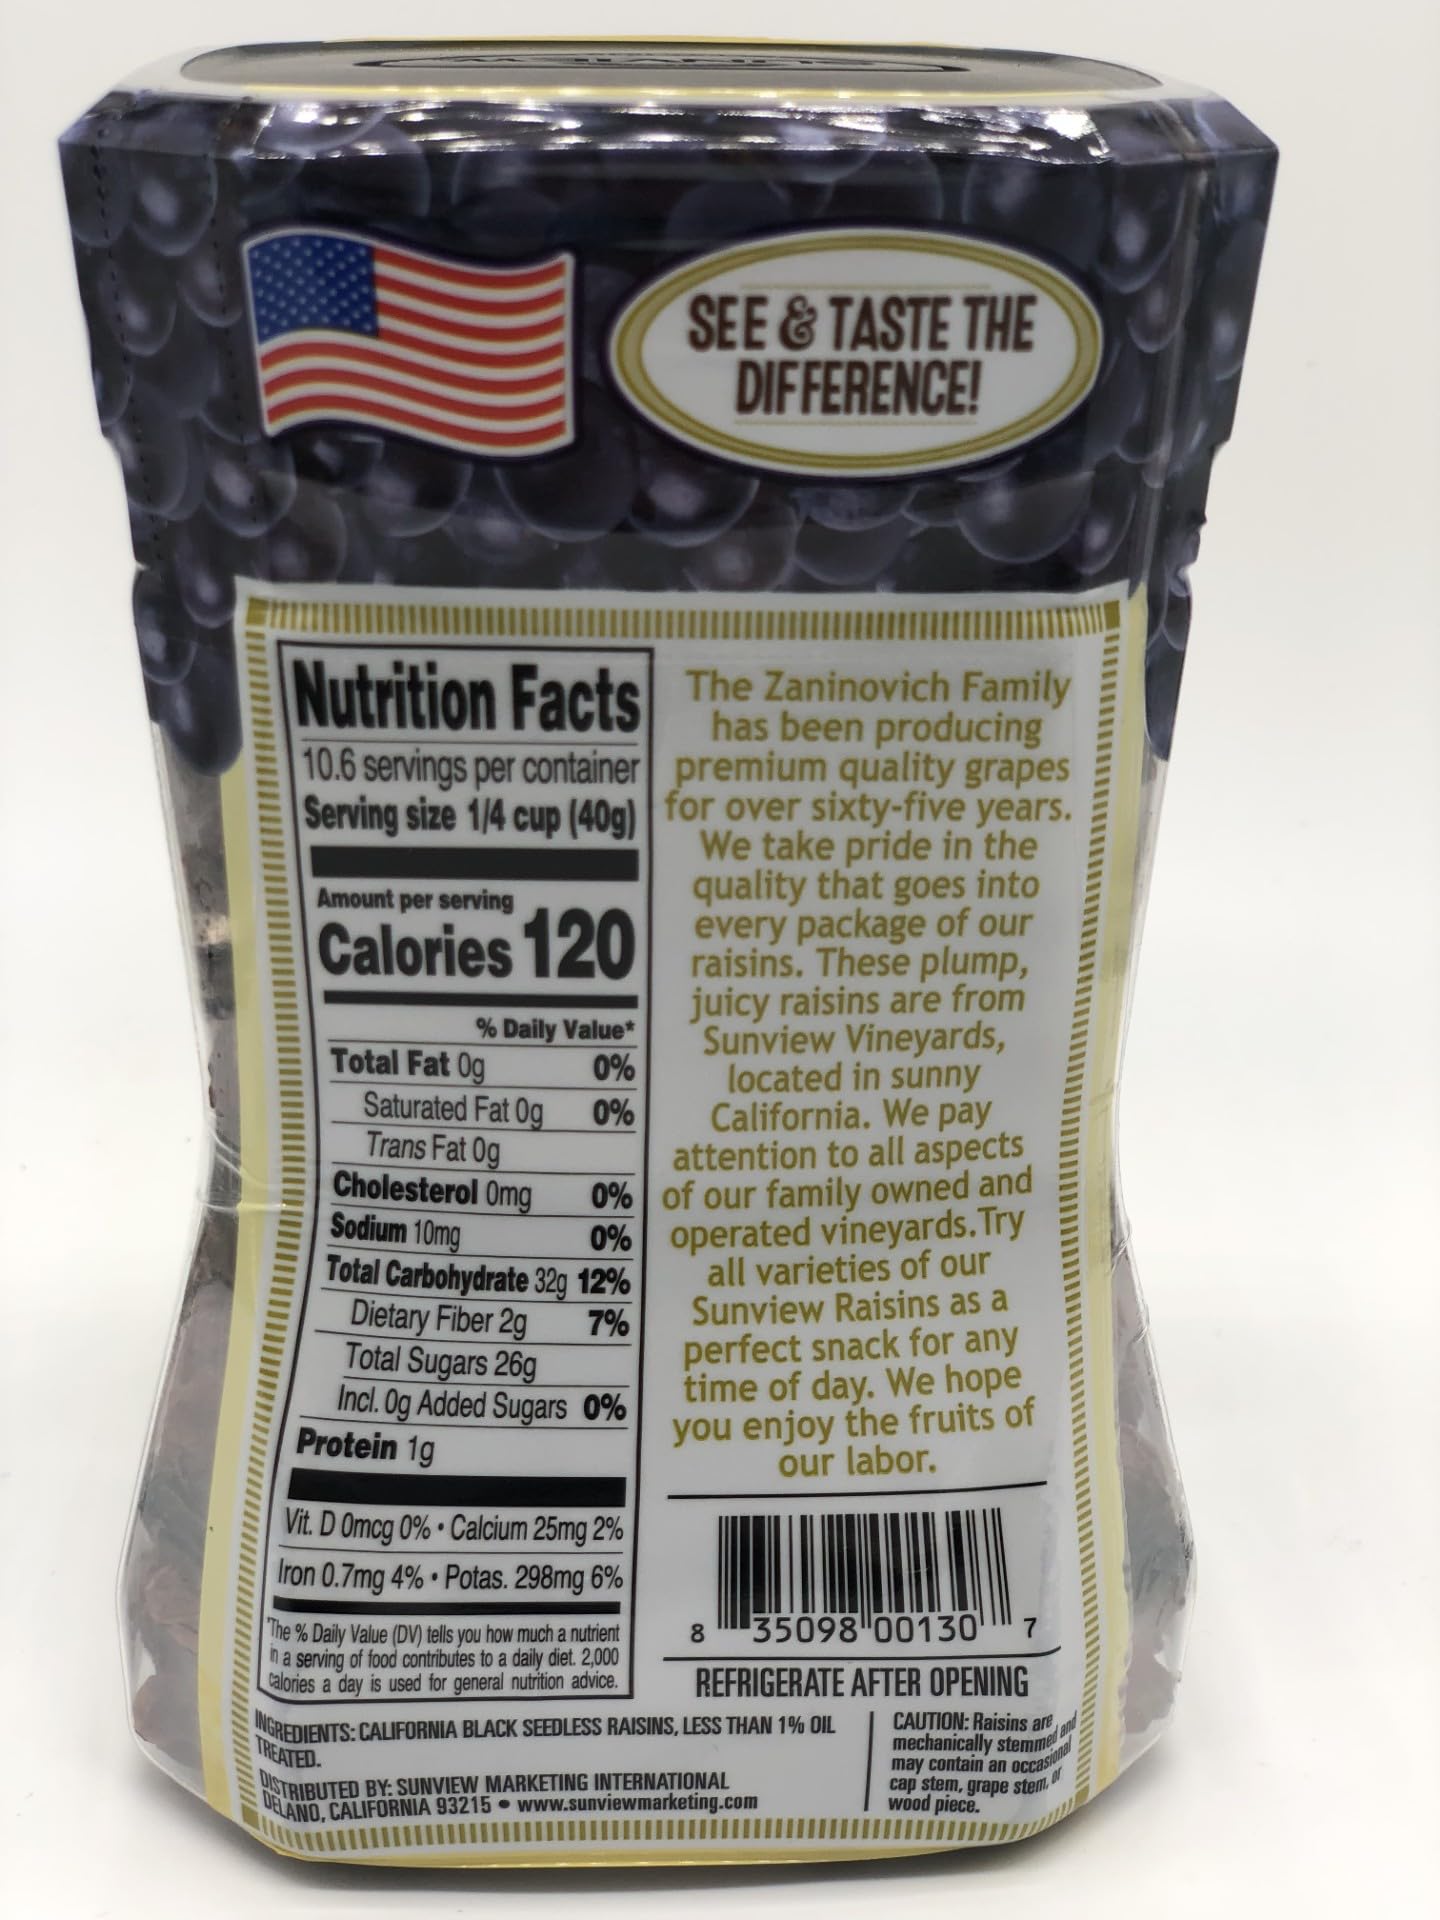 SEE & TASTE THE
DIFFERENCE!
Nutrition Facts
10.6 servings per container
Serving size 1/4 cup (40g)
Amount per serving
Calories 120
% Daily Value*
Total Fat 0g 0%
Saturated Fat 0g 0%
Trans Fat 0g
Cholesterol 0mg 0%
Sodium 10mg 0%
Total Carbohydrate 32g 12%
Dietary Fiber 2g 7%
Total Sugars 26g
Incl. 0g Added Sugars 0%
Protein 1g
Vit. D 0mcg 0% • Calcium 25mg 2%
Iron 0.7mg 4% • Potas. 298mg 6%
*The % Daily Value (DV) tells you how much a nutrient
in a serving of food contributes to a daily diet. 2,000
calories a day is used for general nutrition advice.
The Zaninovich Family
has been producing
premium quality grapes
for over sixty-five years.
We take pride in the
quality that goes into
every package of our
raisins. These plump,
juicy raisins are from
Sunview Vineyards,
located in sunny
California. We pay
attention to all aspects
of our family owned and
operated vineyards. Try
all varieties of our
Sunview Raisins as a
perfect snack for any
time of day. We hope
you enjoy the fruits of
our labor.
8 35098 00130 7
REFRIGERATE AFTER OPENING
INGREDIENTS: CALIFORNIA BLACK SEEDLESS RAISINS, LESS THAN 1% OIL
TREATED.
DISTRIBUTED BY: SUNVIEW MARKETING INTERNATIONAL
DELANO, CALIFORNIA 93215 • www.sunviewmarketing.com
CAUTION: Raisins are
mechanically stemmed and
may contain an occasional
cap stem, grape stem, or
wood piece.